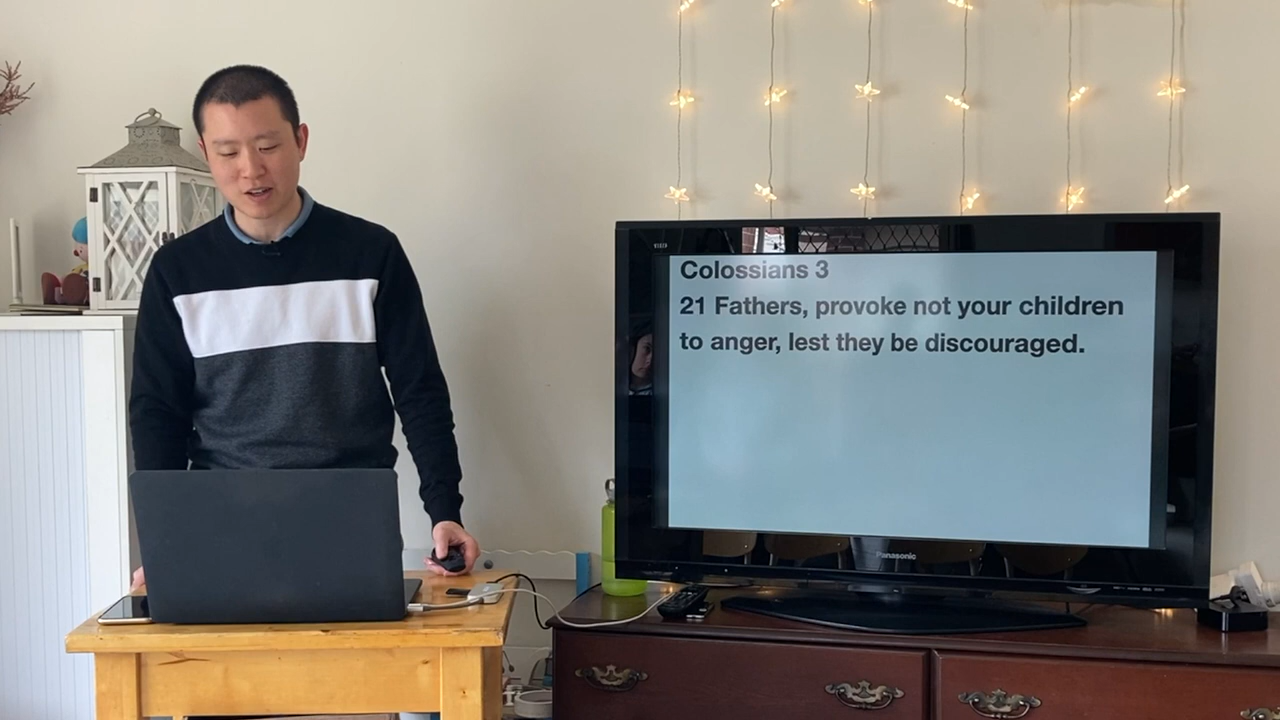 Colossians 3
21 Fathers, provoke not your children
to anger, lest they be discouraged.
Panasonic